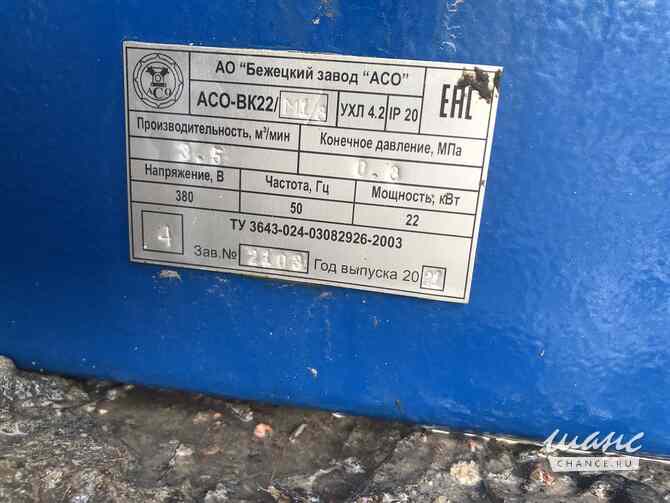 АО "Бежецкий завод "АСО"
АСО
АСО-ВК22/
УХЛ 4.2 IP 20
ЕАС
Производительность, м³/мин
Конечное давление, МПа
3.5
0.8
Напряжение, В
Частота, Гц
Мощность, кВт
380
50
22
ТУ 3643-024-03082926-2003
4
Зав.№ 2108 Год выпуска 20
шанс
CHANCE.RU